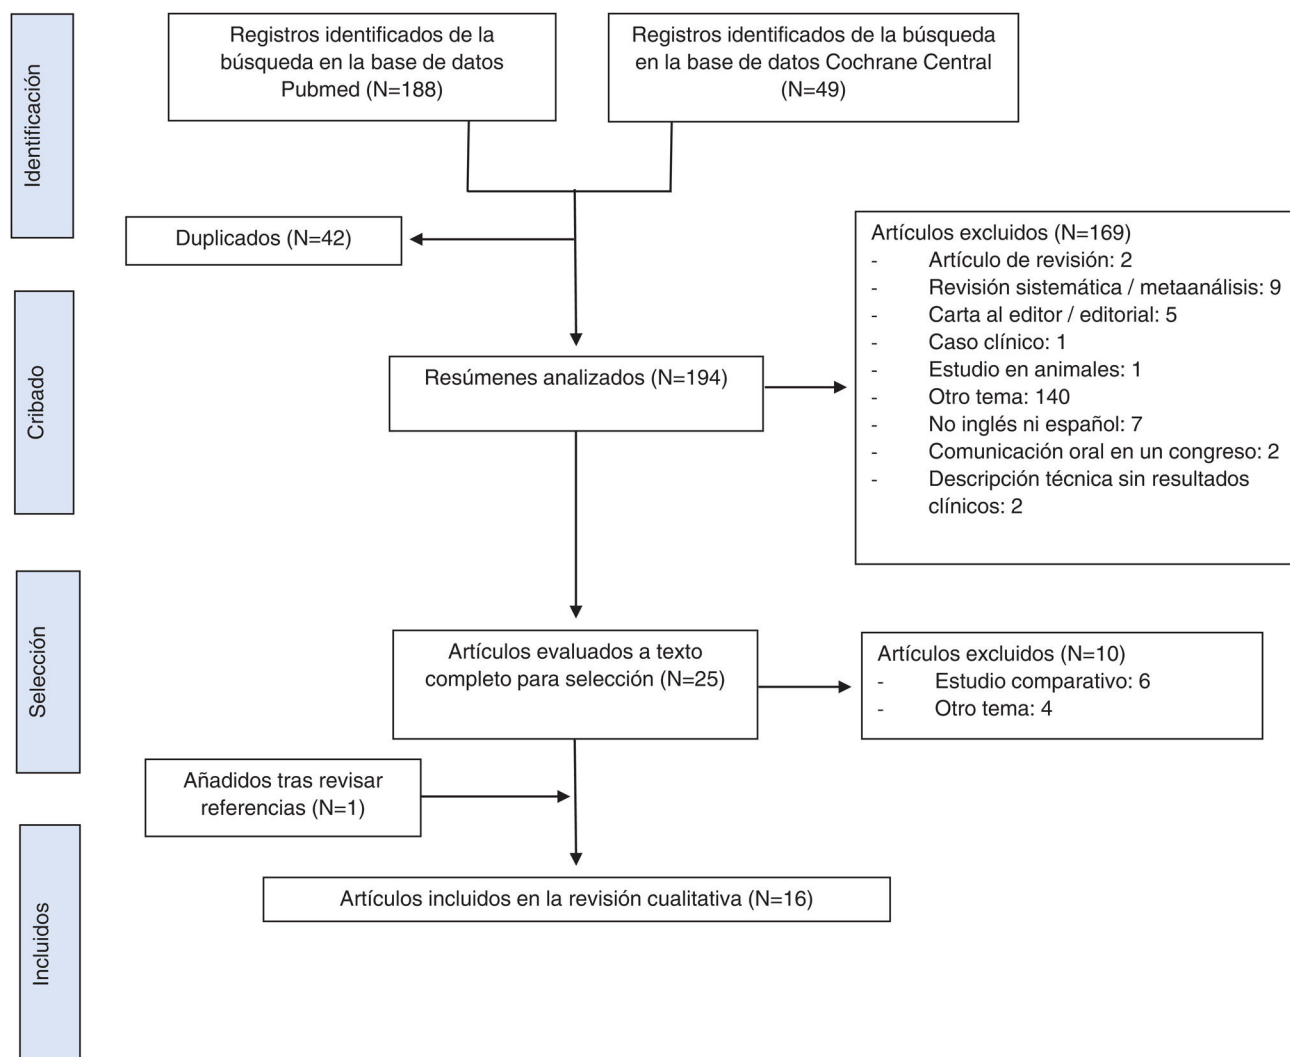 Identificación
Registros identificados de la
búsqueda en la base de datos
Pubmed (N=188)
Registros identificados de la búsqueda
en la base de datos Cochrane Central
(N=49)
Duplicados (N=42)
Artículos excluidos (N=169)
- Artículo de revisión: 2
- Revisión sistemática / metaanálisis: 9
- Carta al editor / editorial: 5
- Caso clínico: 1
- Estudio en animales: 1
- Otro tema: 140
- No inglés ni español: 7
- Comunicación oral en un congreso: 2
- Descripción técnica sin resultados
clínicos: 2
Cribado
Resúmenes analizados (N=194)
Selección
Artículos evaluados a texto
completo para selección (N=25)
Artículos excluidos (N=10)
- Estudio comparativo: 6
- Otro tema: 4
Añadidos tras revisar
referencias (N=1)
Incluidos
Artículos incluidos en la revisión cualitativa (N=16)